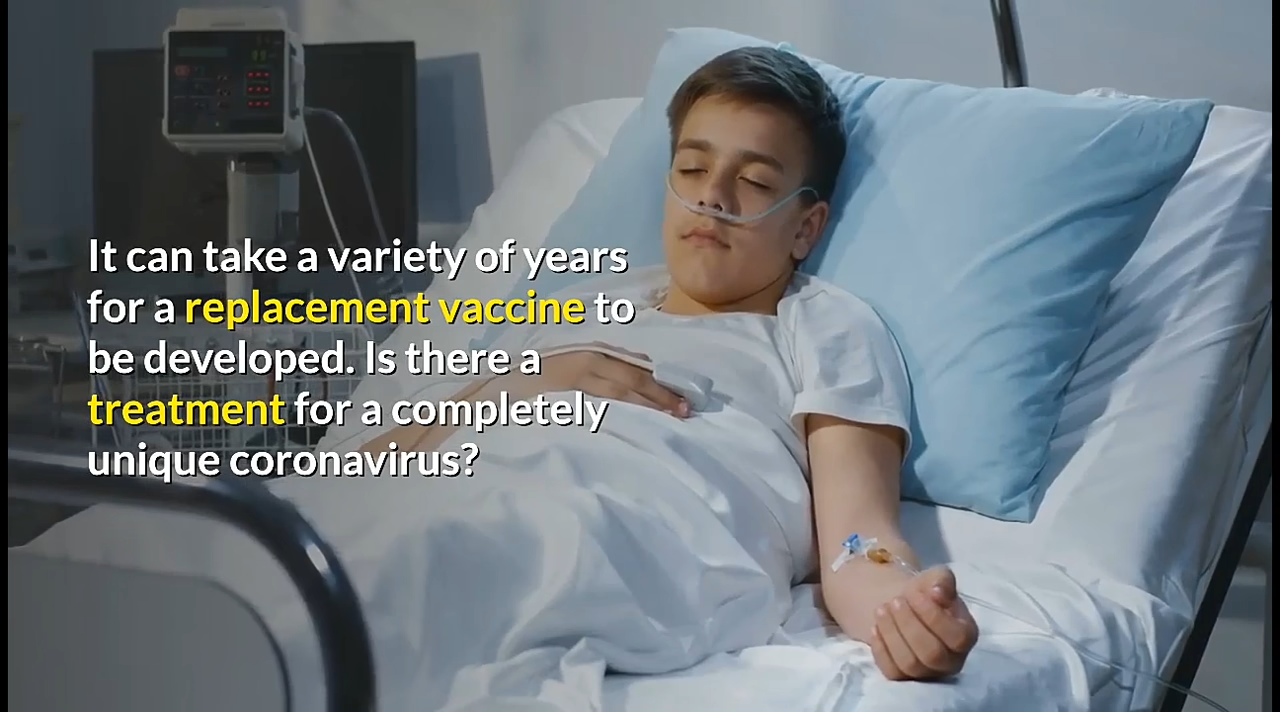 It can take a variety of years
for a replacement vaccine to
be developed. Is there a
treatment for a completely
unique coronavirus?